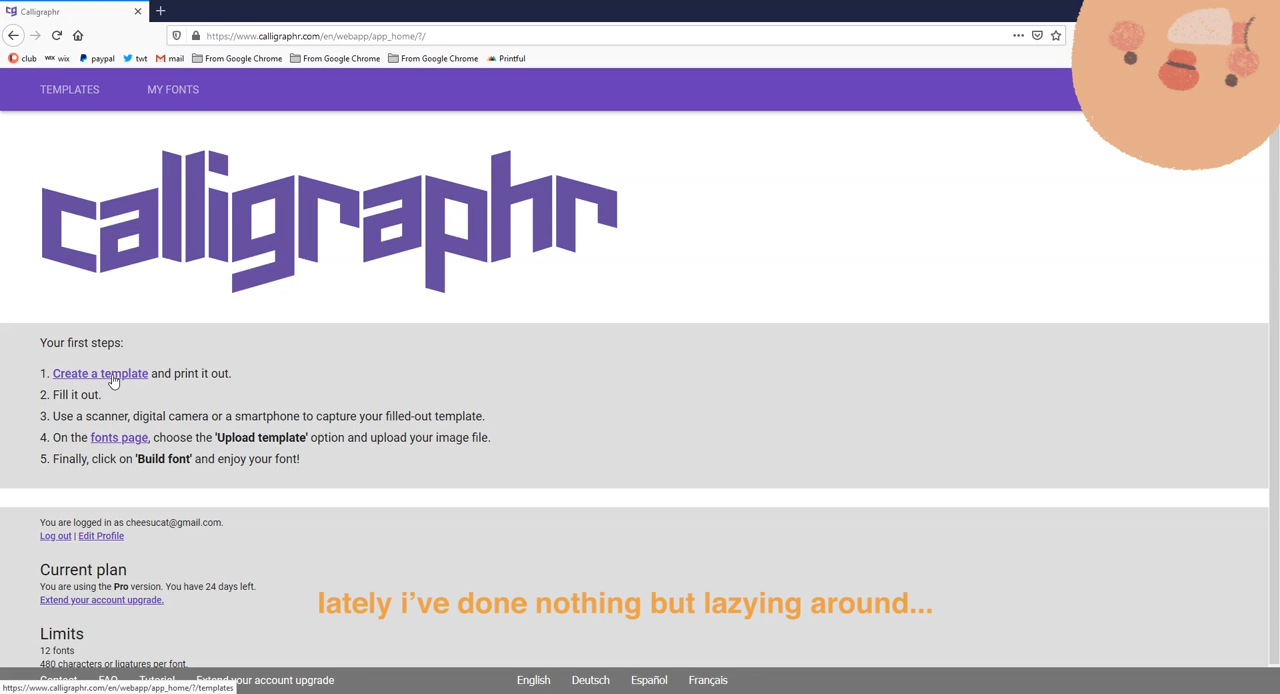 Calligraphr
https://www.calligraphr.com/en/webapp/app_home/?/
club wix wix paypal twt mail From Google Chrome From Google Chrome From Google Chrome Printful
TEMPLATES MY FONTS
calligraphr
Your first steps:
1. Create a template and print it out.
2. Fill it out.
3. Use a scanner, digital camera or a smartphone to capture your filled-out template.
4. On the fonts page, choose the 'Upload template' option and upload your image file.
5. Finally, click on 'Build font' and enjoy your font!
You are logged in as cheesucat@gmail.com.
Log out | Edit Profile
Current plan
You are using the Pro version. You have 24 days left.
Extend your account upgrade.
lately i've done nothing but lazying around...
Limits
12 fonts
480 characters or ligatures per font.
Contact FAQ Tutorial Extend your account upgrade English Deutsch Español Français
https://www.calligraphr.com/en/webapp/app_home/?/templates